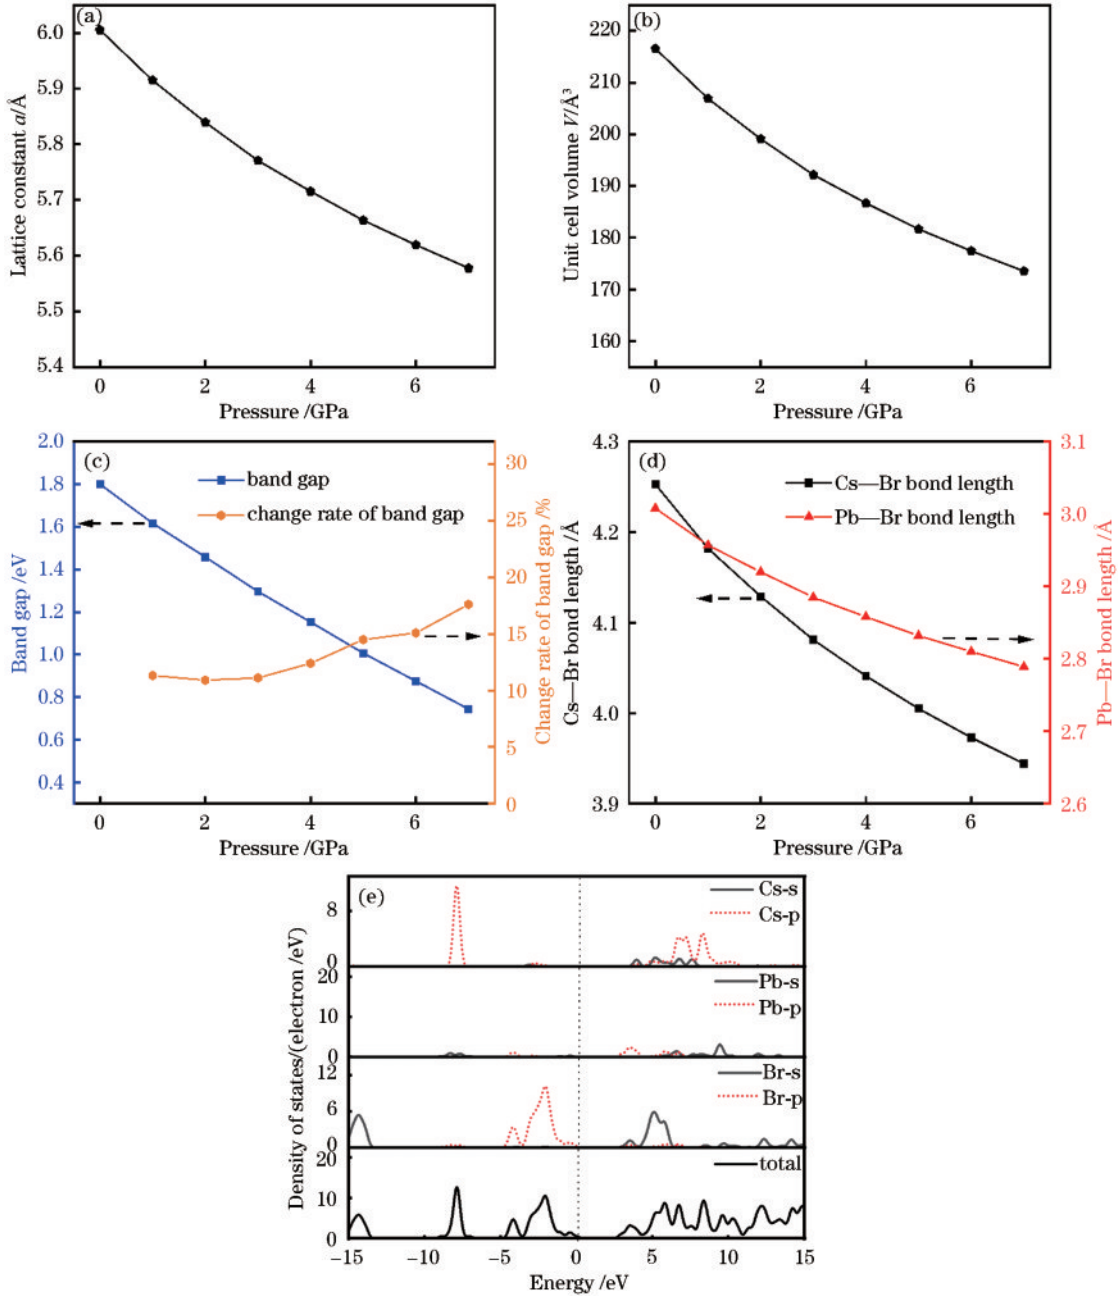 (a)
6.0
5.9
5.8
5.7
5.6
5.5
5.4
Lattice constant a/Å
0 2 4 6
Pressure /GPa
(b)
220
210
200
190
180
170
160
Unit cell volume V/Å³
0 2 4 6
Pressure /GPa
(c)
2.0
1.8
1.6
1.4
1.2
1.0
0.8
0.6
0.4
Band gap /eV
band gap
change rate of band gap
30
25
20
15
10
5
0
Change rate of band gap /%
0 2 4 6
Pressure /GPa
(d)
4.3
4.2
4.1
4.0
3.9
Cs—Br bond length /Å
Cs—Br bond length
Pb—Br bond length
3.1
3.0
2.9
2.8
2.7
2.6
Pb—Br bond length /Å
0 2 4 6
Pressure /GPa
(e)
Density of states/(electron /eV)
8
0
Cs-s
Cs-p
20
10
0
Pb-s
Pb-p
12
6
0
Br-s
Br-p
20
10
0
total
−15 −10 −5 0 5 10 15
Energy /eV